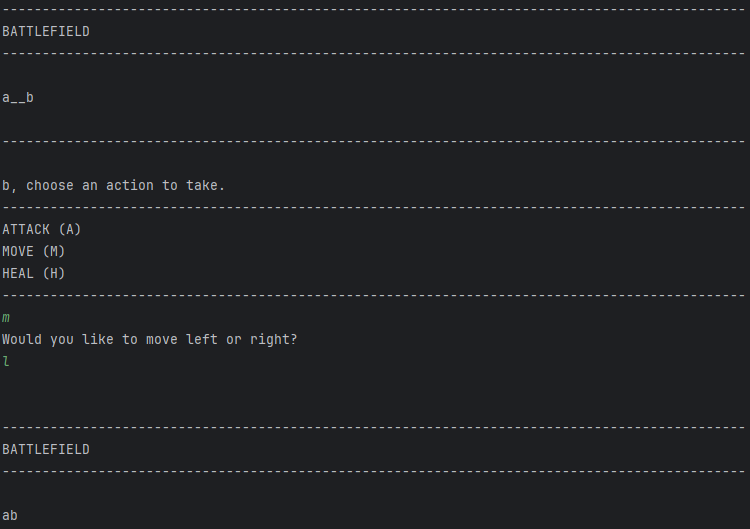 ---------------------------------------------------------------------------------------------
BATTLEFIELD
---------------------------------------------------------------------------------------------
a__b
---------------------------------------------------------------------------------------------
b, choose an action to take.
---------------------------------------------------------------------------------------------
ATTACK (A)
MOVE (M)
HEAL (H)
---------------------------------------------------------------------------------------------
m
Would you like to move left or right?
l
---------------------------------------------------------------------------------------------
BATTLEFIELD
---------------------------------------------------------------------------------------------
ab